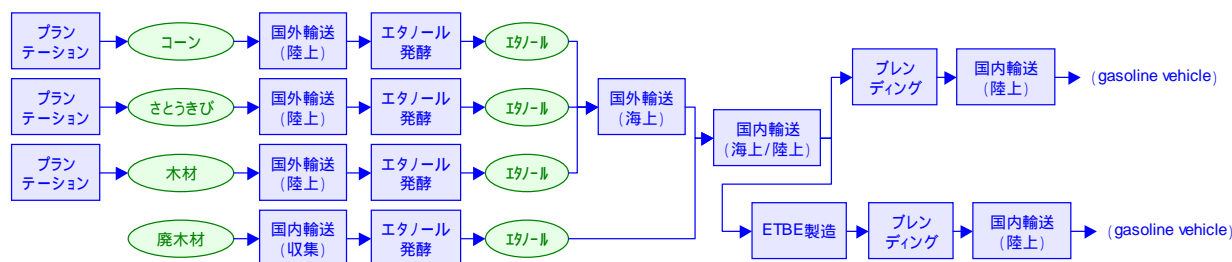 プラン
テーション
コーン
国外輸送
(陸上)
エタノール
発酵
ｴﾀﾉｰﾙ
プラン
テーション
さとうきび
国外輸送
(陸上)
エタノール
発酵
ｴﾀﾉｰﾙ
プラン
テーション
木材
国外輸送
(陸上)
エタノール
発酵
ｴﾀﾉｰﾙ
廃木材
国内輸送
(収集)
エタノール
発酵
ｴﾀﾉｰﾙ
国外輸送
(海上)
国内輸送
(海上/陸上)
ブレン
ディング
国内輸送
(陸上)
(gasoline vehicle)
ETBE製造
ブレン
ディング
国内輸送
(陸上)
(gasoline vehicle)